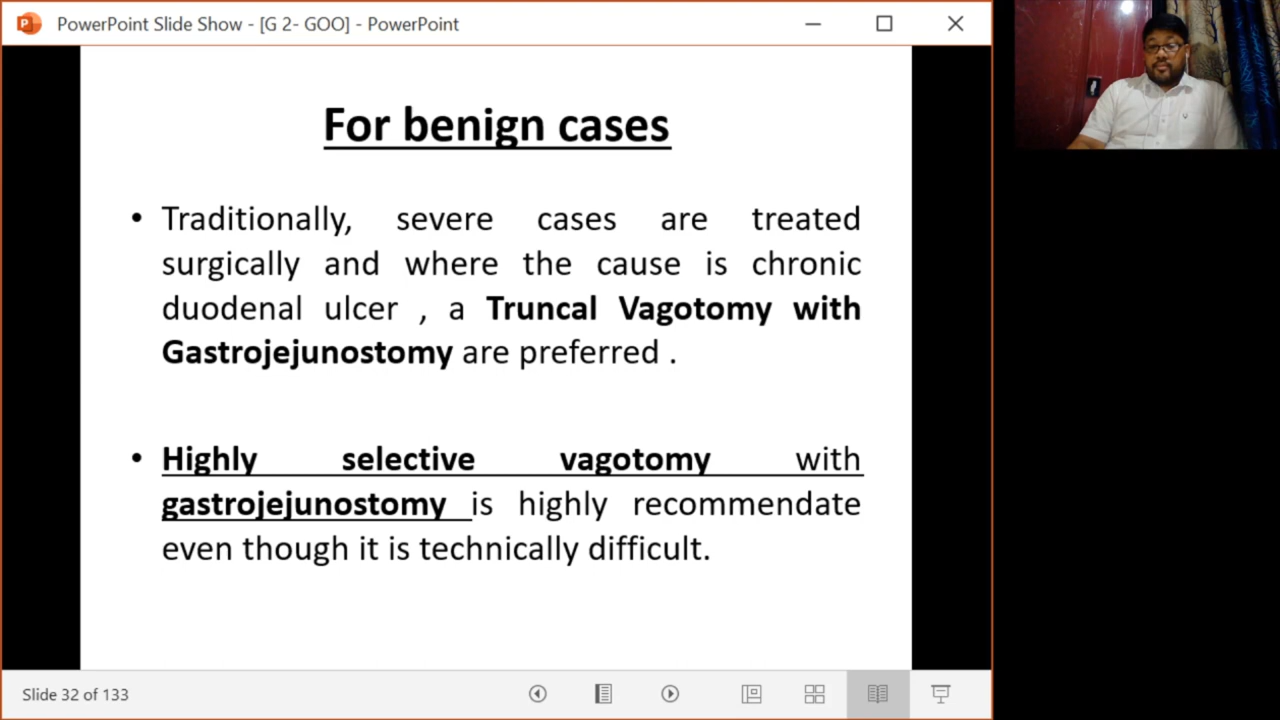 PowerPoint Slide Show - [G 2- GOO] - PowerPoint
For benign cases
• Traditionally, severe cases are treated
surgically and where the cause is chronic
duodenal ulcer , a Truncal Vagotomy with
Gastrojejunostomy are preferred .
• Highly selective vagotomy with
gastrojejunostomy is highly recommendate
even though it is technically difficult.
Slide 32 of 133